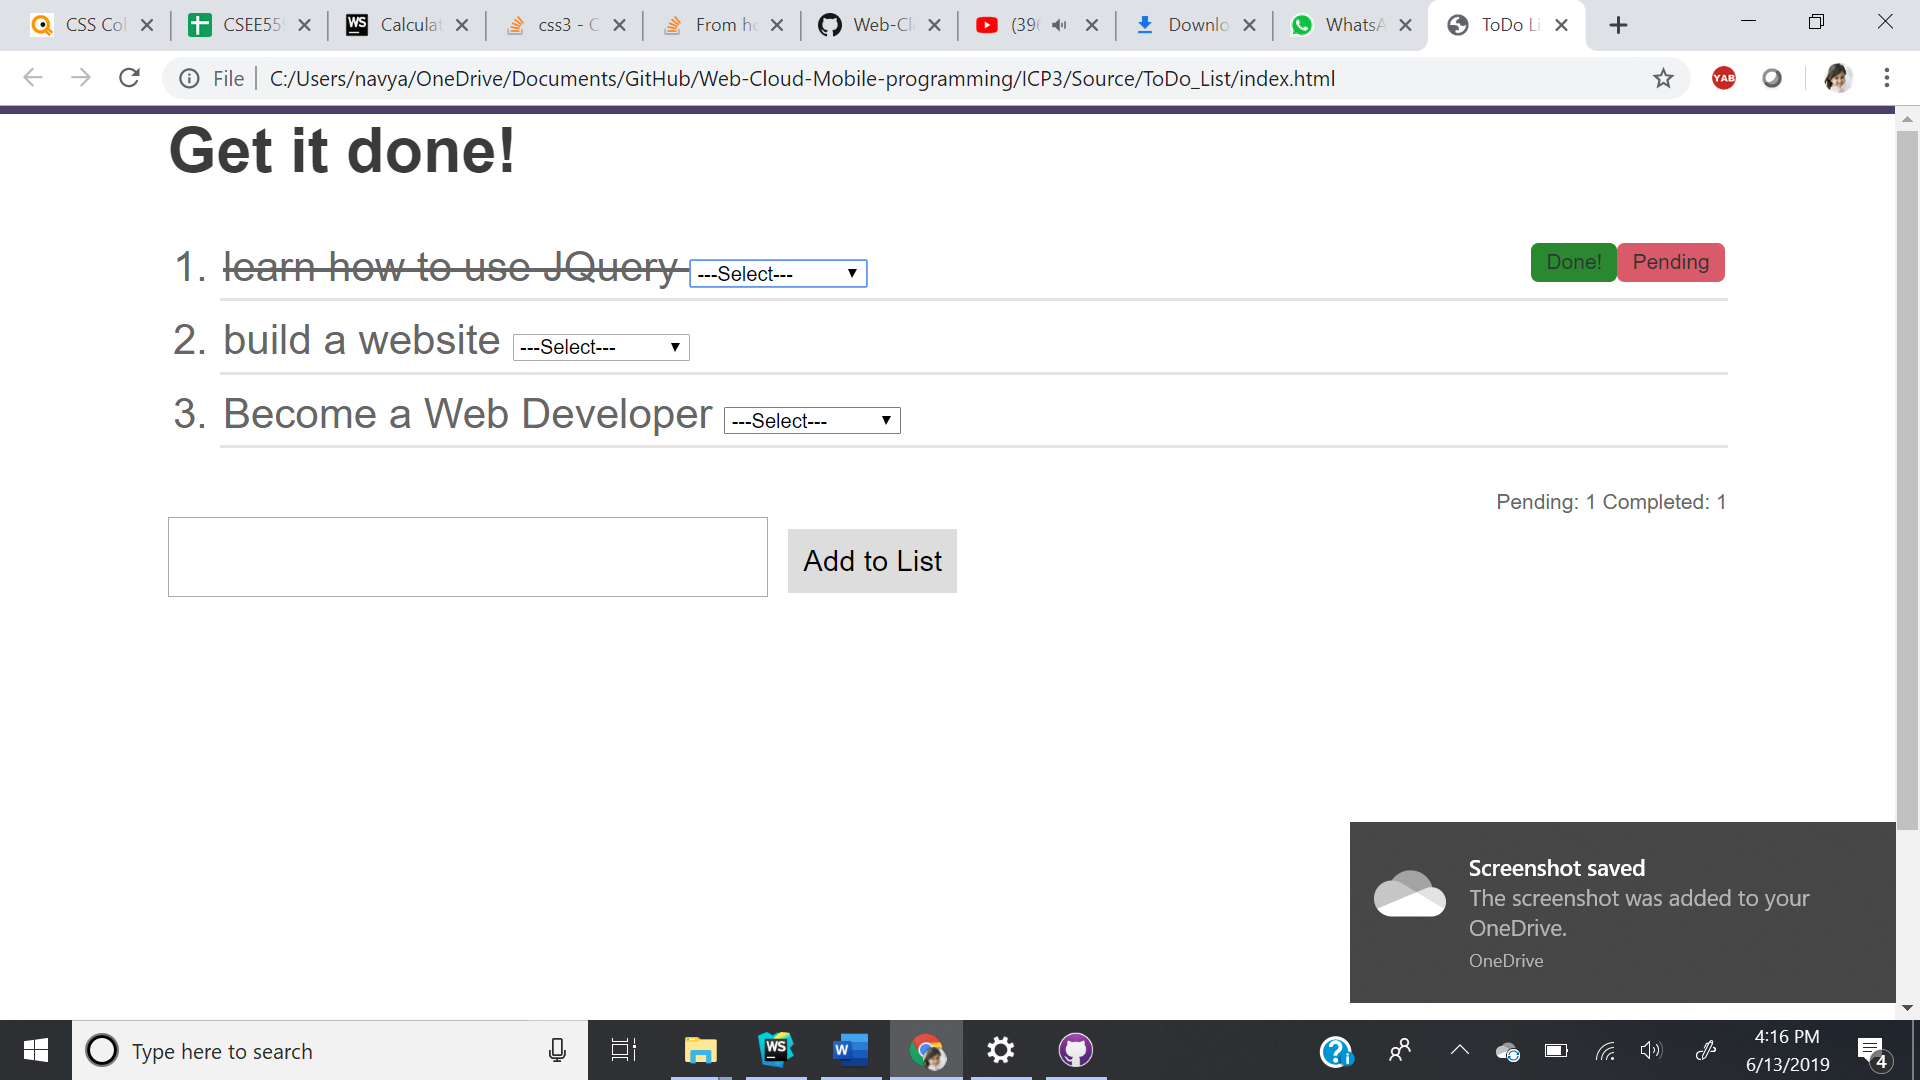 CSS Col
CSEE55
Calculat
css3 - C
From ho
Web-Cl
(396
Downlo
WhatsA
ToDo Li
File
C:/Users/navya/OneDrive/Documents/GitHub/Web-Cloud-Mobile-programming/ICP3/Source/ToDo_List/index.html
YAB
Get it done!
1. learn how to use JQuery ---Select---
Done! Pending
2. build a website ---Select---
3. Become a Web Developer ---Select---
Pending: 1 Completed: 1
Add to List
Screenshot saved
The screenshot was added to your
OneDrive.
OneDrive
Type here to search
WS
W
4:16 PM
6/13/2019
4